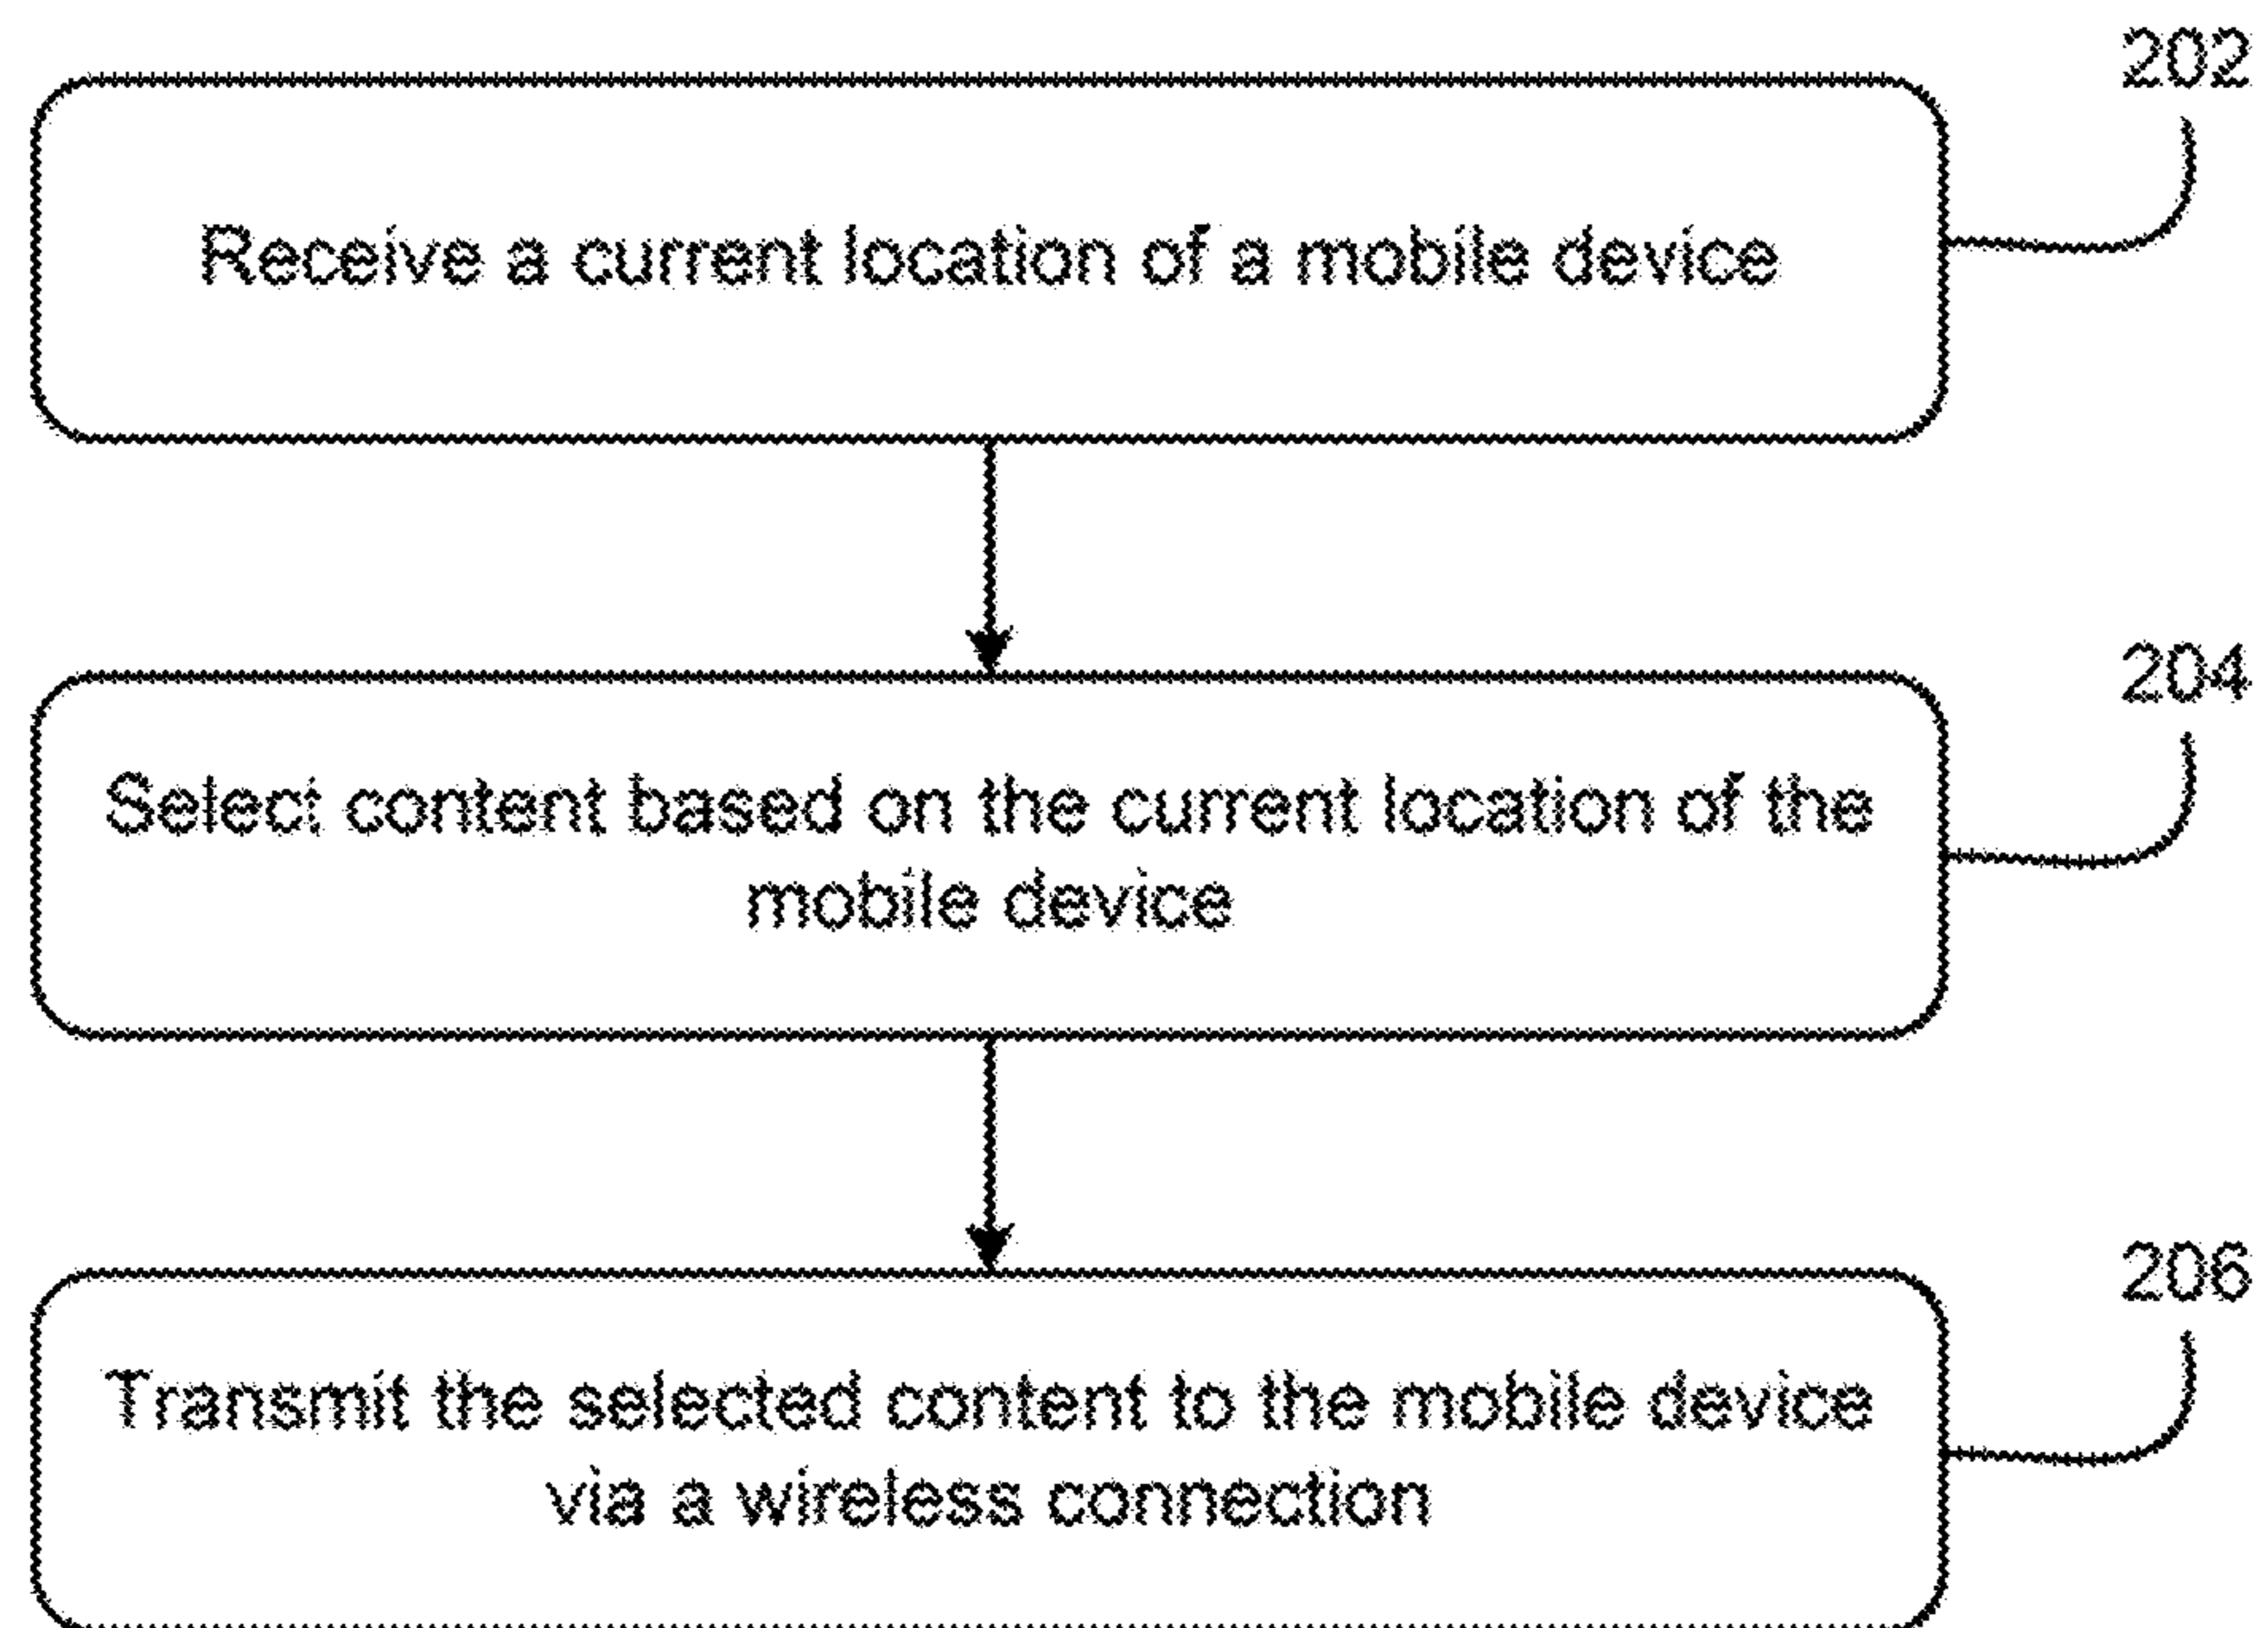 202
Receive a current location of a mobile device
204
Select content based on the current location of the
mobile device
206
Transmit the selected content to the mobile device
via a wireless connection